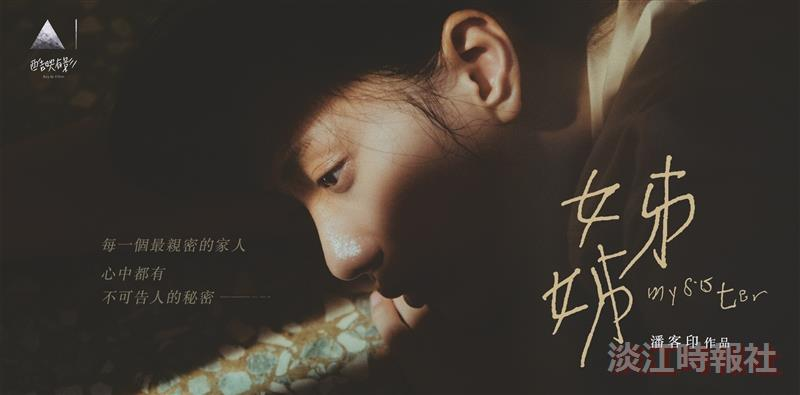 酷映有影
每一個最親密的家人
心中都有
不可告人的秘密
姊姊
my sister
潘客印 作品
淡江時報社